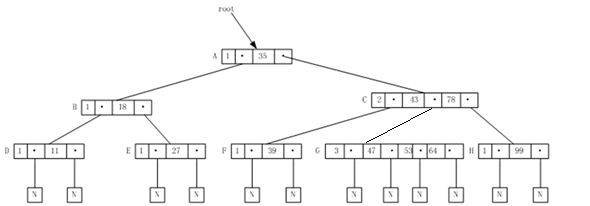 root
A 1 • 35 •
B 1 • 18 •
C 2 • 43 • 78 •
D 1 • 11 •
E 1 • 27 •
F 1 • 39 •
G 3 • 47 • 53 • 64 •
H 1 • 99 •
N N N N N N N N N N N N